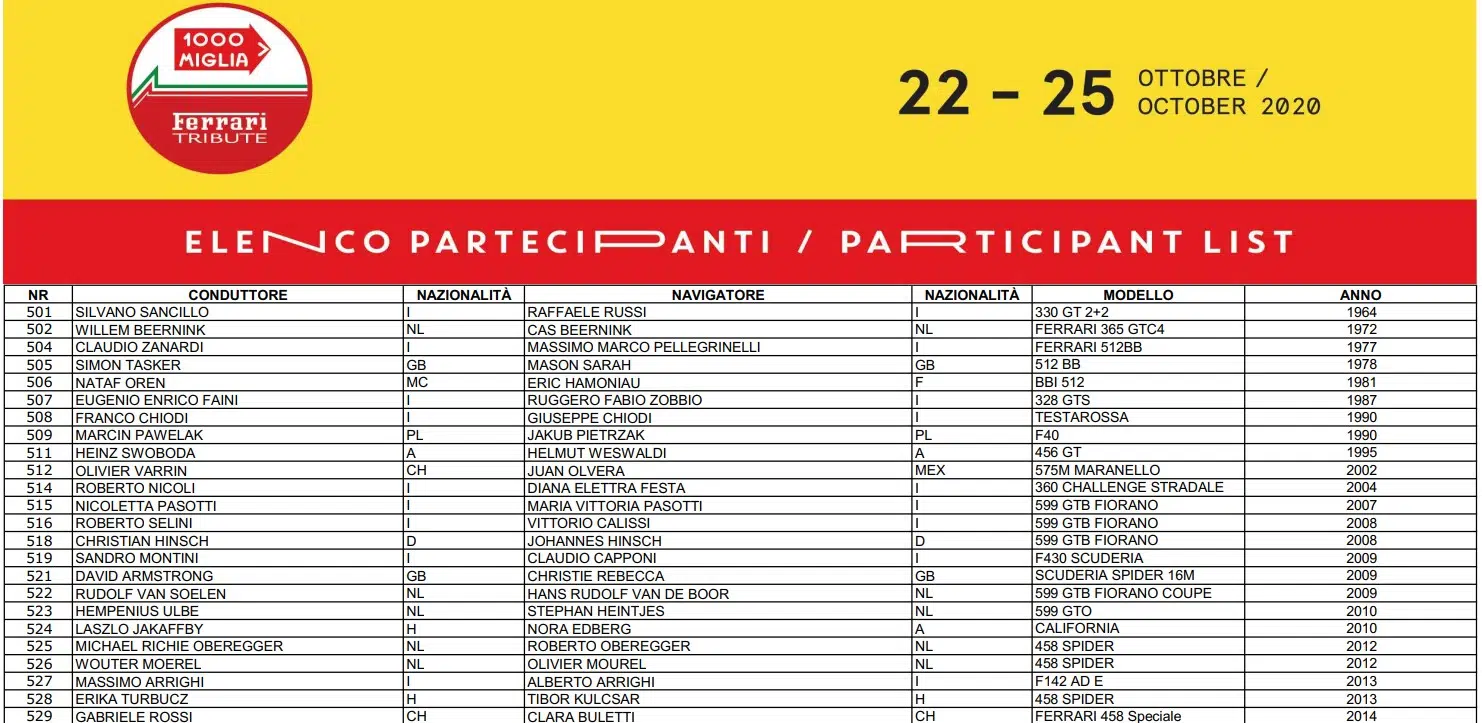 1000
MIGLIA
Ferrari
TRIBUTE
22 - 25 OTTOBRE /
OCTOBER 2020
ELENCO PARTECIPANTI / PARTICIPANT LIST
NR CONDUTTORE NAZIONALITÀ NAVIGATORE NAZIONALITÀ MODELLO ANNO
501 SILVANO SANCILLO I RAFFAELE RUSSI I 330 GT 2+2 1964
502 WILLEM BEERNINK NL CAS BEERNINK NL FERRARI 365 GTC4 1972
504 CLAUDIO ZANARDI I MASSIMO MARCO PELLEGRINELLI I FERRARI 512BB 1977
505 SIMON TASKER GB MASON SARAH GB 512 BB 1978
506 NATAF OREN MC ERIC HAMONIAU F BBI 512 1981
507 EUGENIO ENRICO FAINI I RUGGERO FABIO ZOBBIO I 328 GTS 1987
508 FRANCO CHIODI I GIUSEPPE CHIODI I TESTAROSSA 1990
509 MARCIN PAWELAK PL JAKUB PIETRZAK PL F40 1990
511 HEINZ SWOBODA A HELMUT WESWALDI A 456 GT 1995
512 OLIVIER VARRIN CH JUAN OLVERA MEX 575M MARANELLO 2002
514 ROBERTO NICOLI I DIANA ELETTRA FESTA I 360 CHALLENGE STRADALE 2004
515 NICOLETTA PASOTTI I MARIA VITTORIA PASOTTI I 599 GTB FIORANO 2007
516 ROBERTO SELINI I VITTORIO CALISSI I 599 GTB FIORANO 2008
518 CHRISTIAN HINSCH D JOHANNES HINSCH D 599 GTB FIORANO 2008
519 SANDRO MONTINI I CLAUDIO CAPPONI I F430 SCUDERIA 2009
521 DAVID ARMSTRONG GB CHRISTIE REBECCA GB SCUDERIA SPIDER 16M 2009
522 RUDOLF VAN SOELEN NL HANS RUDOLF VAN DE BOOR NL 599 GTB FIORANO COUPE 2009
523 HEMPENIUS ULBE NL STEPHAN HEINTJES NL 599 GTO 2010
524 LASZLO JAKAFFBY H NORA EDBERG A CALIFORNIA 2010
525 MICHAEL RICHIE OBEREGGER NL ROBERTO OBEREGGER NL 458 SPIDER 2012
526 WOUTER MOEREL NL OLIVIER MOUREL NL 458 SPIDER 2012
527 MASSIMO ARRIGHI I ALBERTO ARRIGHI I F142 AD E 2013
528 ERIKA TURBUCZ H TIBOR KULCSAR H 458 SPIDER 2013
529 GABRIELE ROSSI CH CLARA BULETTI CH FERRARI 458 Speciale 2014